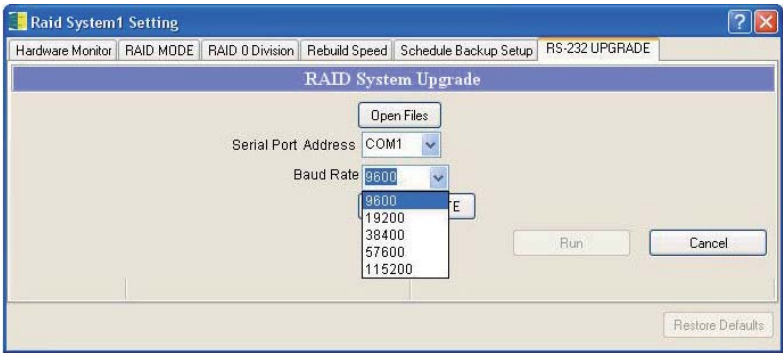 Raid System1 Setting
Hardware Monitor RAID MODE RAID 0 Division Rebuild Speed Schedule Backup Setup RS-232 UPGRADE
RAID System Upgrade
Open Files
Serial Port Address COM1
Baud Rate 9600
9600
19200
38400
57600
115200
Run Cancel
Restore Defaults